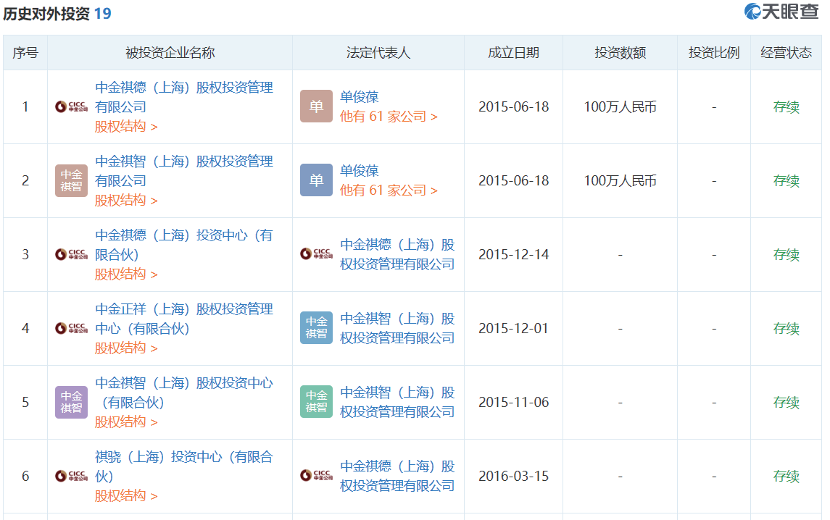 历史对外投资 19
天眼查
序号 被投资企业名称 法定代表人 成立日期 投资数额 投资比例 经营状态
1
CICC
中金公司
中金祺德（上海）股权投资管理
有限公司
股权结构 >
单
单俊葆
他有 61 家公司 >
2015-06-18
100万人民币
-
存续
2
中金
祺智
中金祺智（上海）股权投资管理
有限公司
股权结构 >
单
单俊葆
他有 61 家公司 >
2015-06-18
100万人民币
-
存续
3
CICC
中金公司
中金祺德（上海）投资中心（有
限合伙）
股权结构 >
CICC
中金公司
中金祺德（上海）股
权投资管理有限公司
2015-12-14
-
-
存续
4
CICC
中金公司
中金正祥（上海）股权投资管理
中心（有限合伙）
股权结构 >
中金
祺智
中金祺智（上海）股
权投资管理有限公司
2015-12-01
-
-
存续
5
中金
祺智
中金祺智（上海）股权投资中心
（有限合伙）
股权结构 >
中金
祺智
中金祺智（上海）股
权投资管理有限公司
2015-11-06
-
-
存续
6
CICC
中金公司
祺骁（上海）投资中心（有限合
伙）
股权结构 >
CICC
中金公司
中金祺德（上海）股
权投资管理有限公司
2016-03-15
-
-
存续